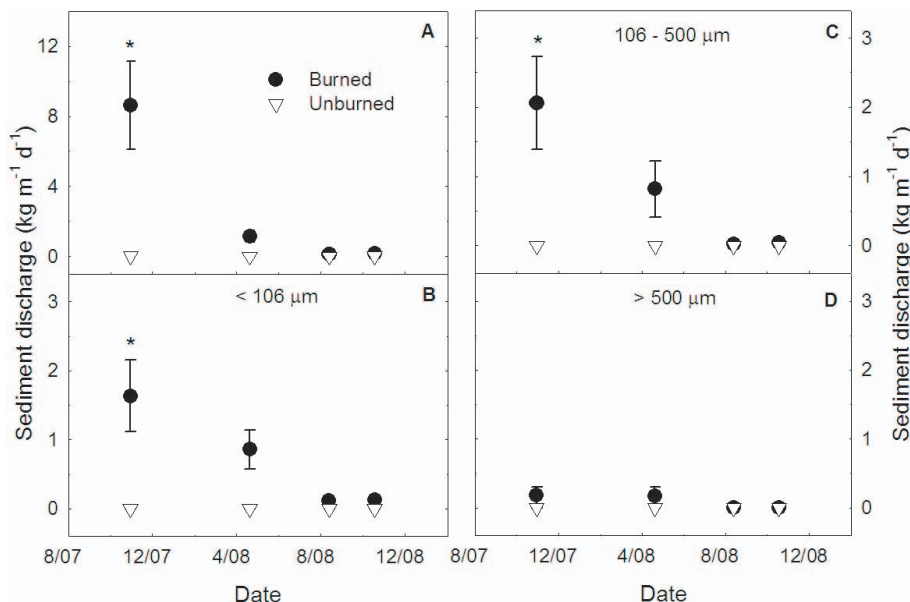 A
*
12
8
4
0
Burned
Unburned
C
106 - 500 μm
*
3
2
1
0
B
< 106 μm
*
3
2
1
0
D
> 500 μm
3
2
1
0
Sediment discharge (kg m⁻¹ d⁻¹)
Sediment discharge (kg m⁻¹ d⁻¹)
8/07 12/07 4/08 8/08 12/08
8/07 12/07 4/08 8/08 12/08
Date
Date